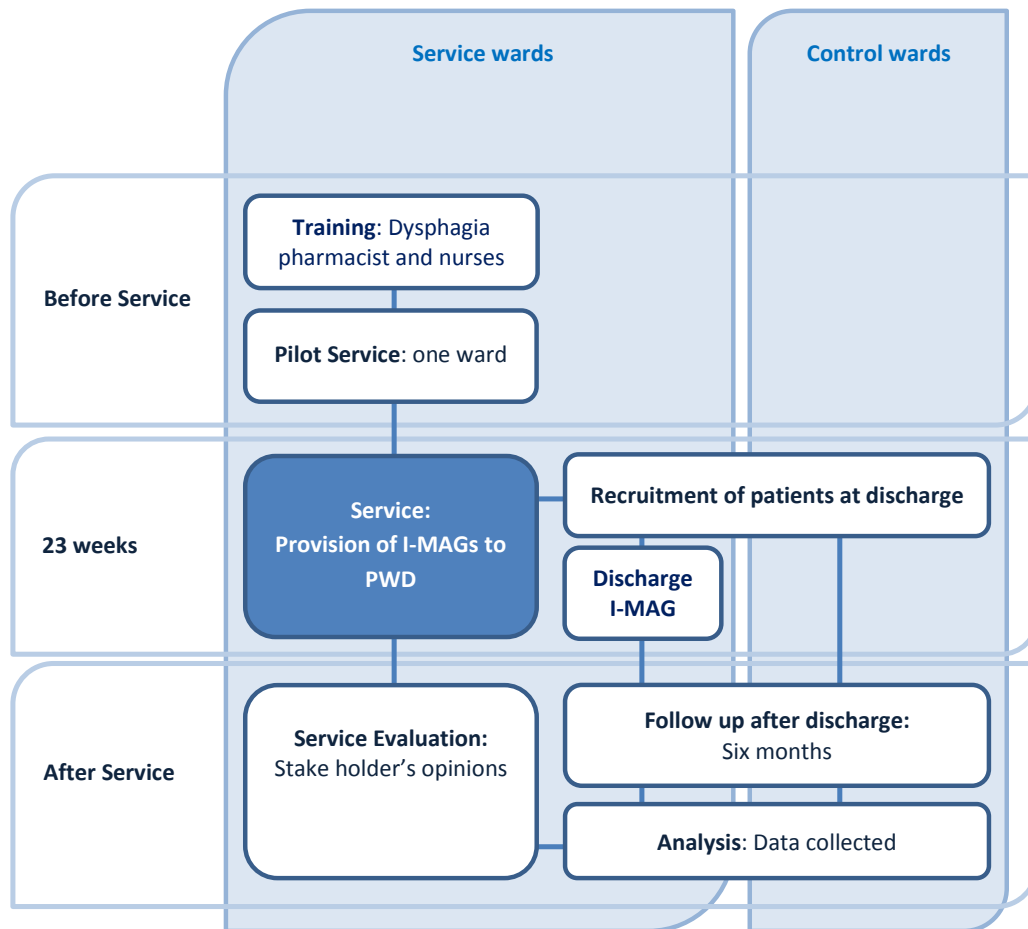 Service wards
Control wards
Before Service
Training: Dysphagia
pharmacist and nurses
Pilot Service: one ward
23 weeks
Service:
Provision of I-MAGs to
PWD
Recruitment of patients at discharge
Discharge
I-MAG
After Service
Service Evaluation:
Stake holder’s opinions
Follow up after discharge:
Six months
Analysis: Data collected